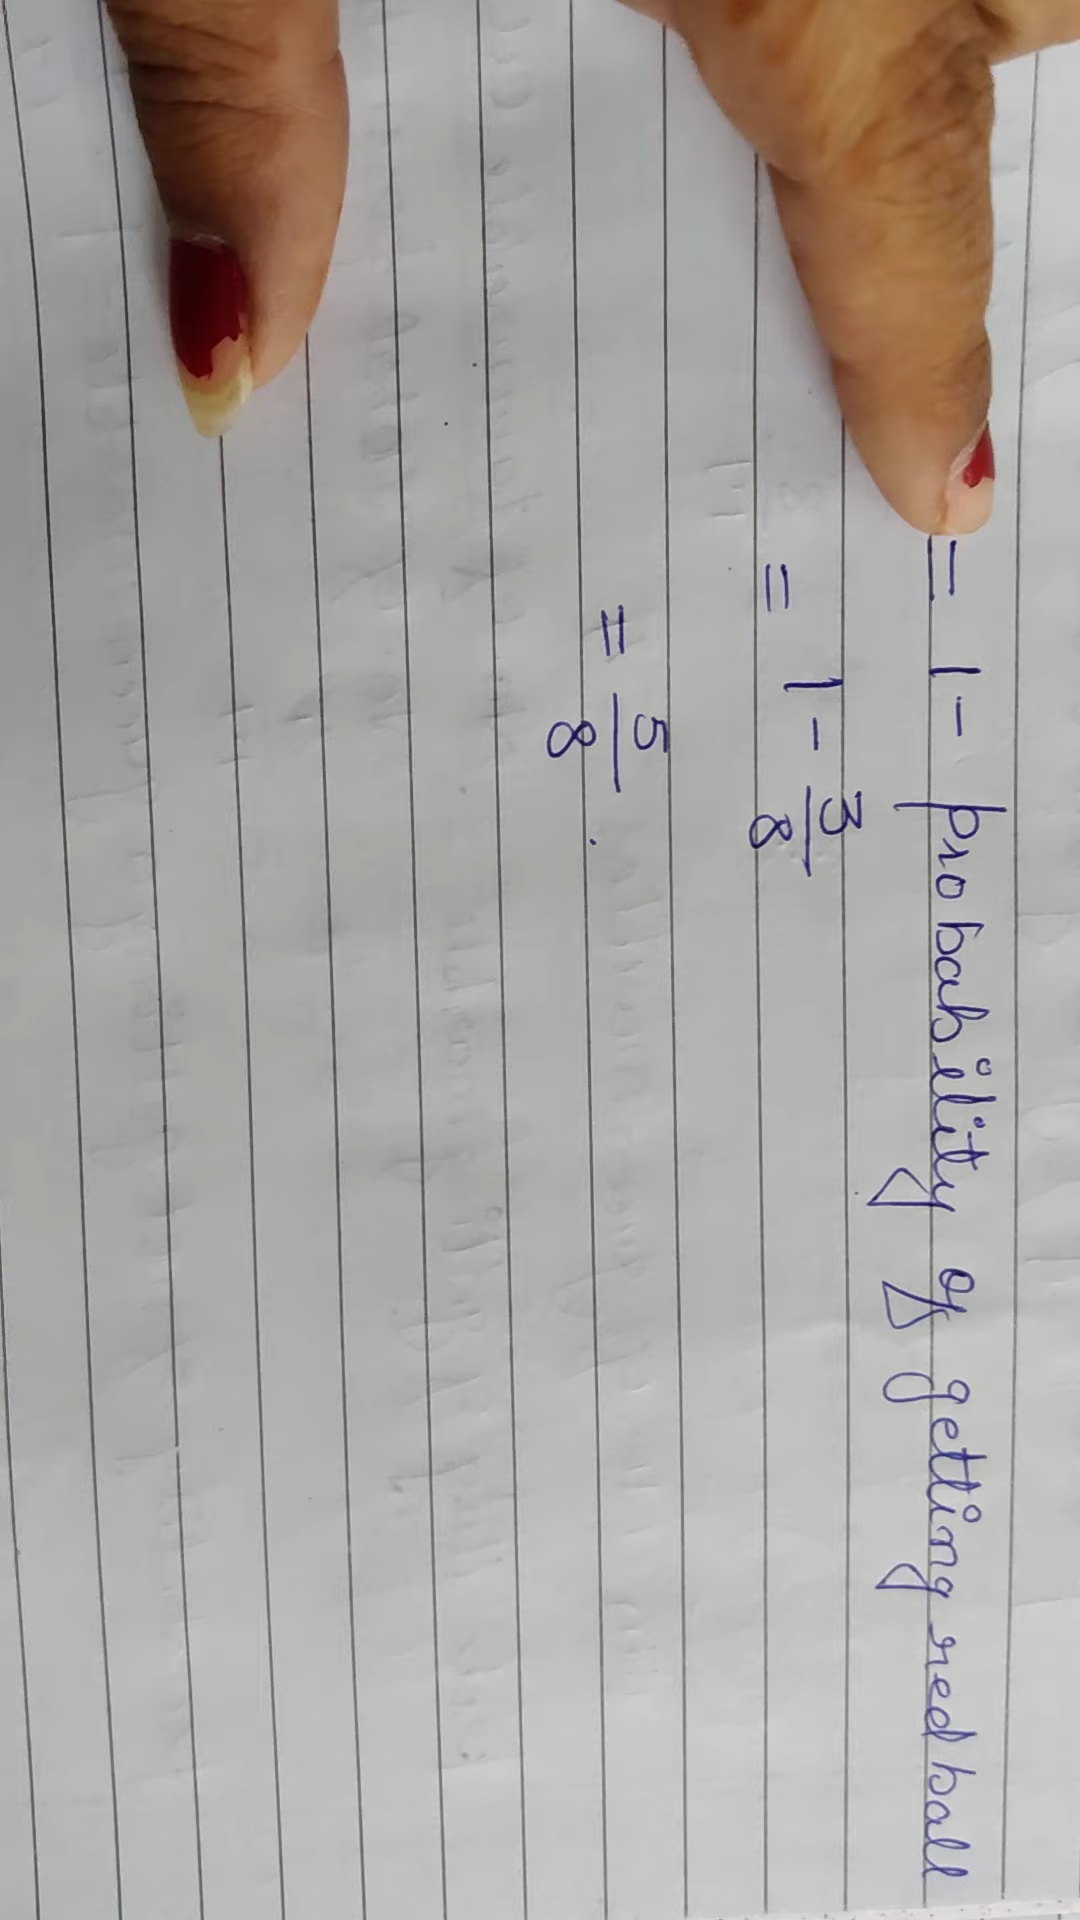 = 1 - probability of getting red ball
= 1 - 3/8
= 5/8.